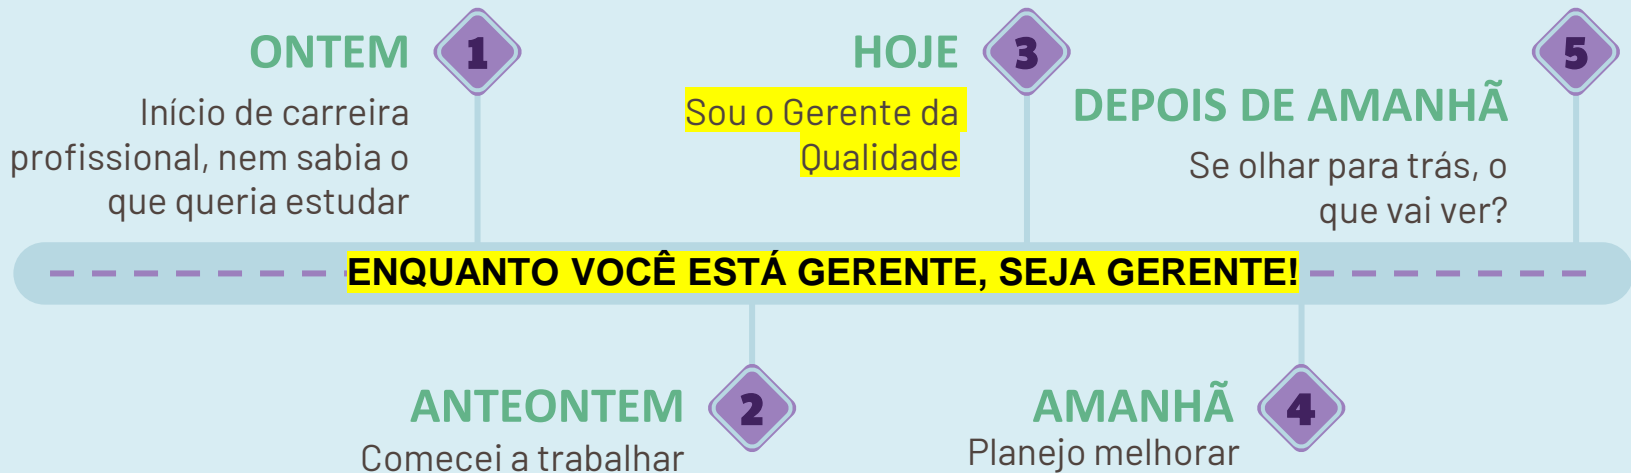 ONTEM
1
Início de carreira
profissional, nem sabia o
que queria estudar
HOJE
3
Sou o Gerente da
Qualidade
5
DEPOIS DE AMANHÃ
Se olhar para trás, o
que vai ver?
ENQUANTO VOCÊ ESTÁ GERENTE, SEJA GERENTE!
ANTEONTEM
2
Comecei a trabalhar
AMANHÃ
4
Planejo melhorar